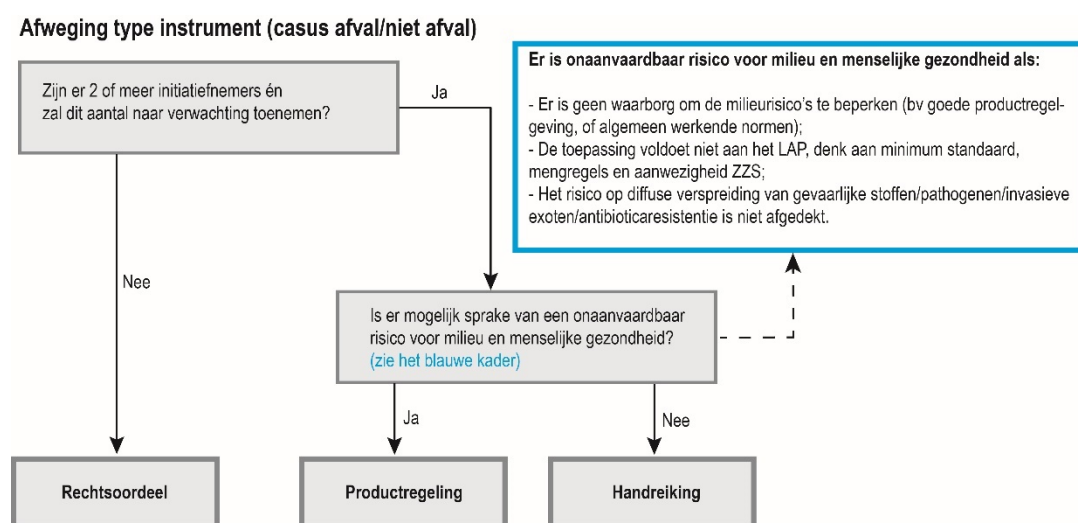 Afweging type instrument (casus afval/niet afval)
Zijn er 2 of meer initiatiefnemers én
zal dit aantal naar verwachting toenemen?
Ja
Er is onaanvaardbaar risico voor milieu en menselijke gezondheid als:
- Er is geen waarborg om de milieurisico's te beperken (bv goede productregel-
geving, of algemeen werkende normen);
- De toepassing voldoet niet aan het LAP, denk aan minimum standaard,
mengregels en aanwezigheid ZZS;
- Het risico op diffuse verspreiding van gevaarlijke stoffen/pathogenen/invasieve
exoten/antibioticaresistentie is niet afgedekt.
Nee
Is er mogelijk sprake van een onaanvaardbaar
risico voor milieu en menselijke gezondheid?
(zie het blauwe kader)
Ja
Nee
Rechtsoordeel
Productregeling
Handreiking